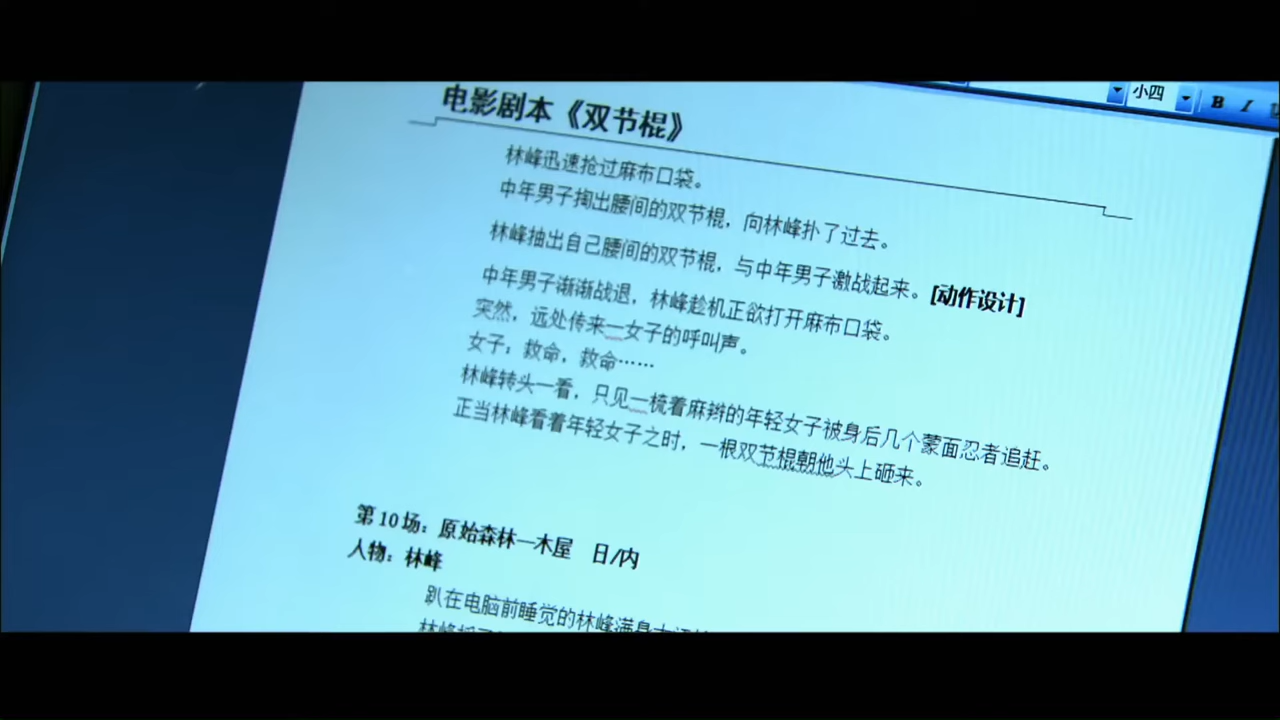 小四
B I
电影剧本《双节棍》
林峰迅速抢过麻布口袋。
中年男子掏出腰间的双节棍，向林峰扑了过去。
林峰抽出自己腰间的双节棍，与中年男子激战起来。[动作设计]
中年男子渐渐战退，林峰趁机正欲打开麻布口袋。
突然，远处传来一女子的呼叫声。
女子：救命，救命……
林峰转头一看，只见一梳着麻辫的年轻女子被身后几个蒙面忍者追赶。
正当林峰看着年轻女子之时，一根双节棍朝他头上砸来。
第10场：原始森林—木屋 日/内
人物：林峰
趴在电脑前睡觉的林峰满身大汗
林峰